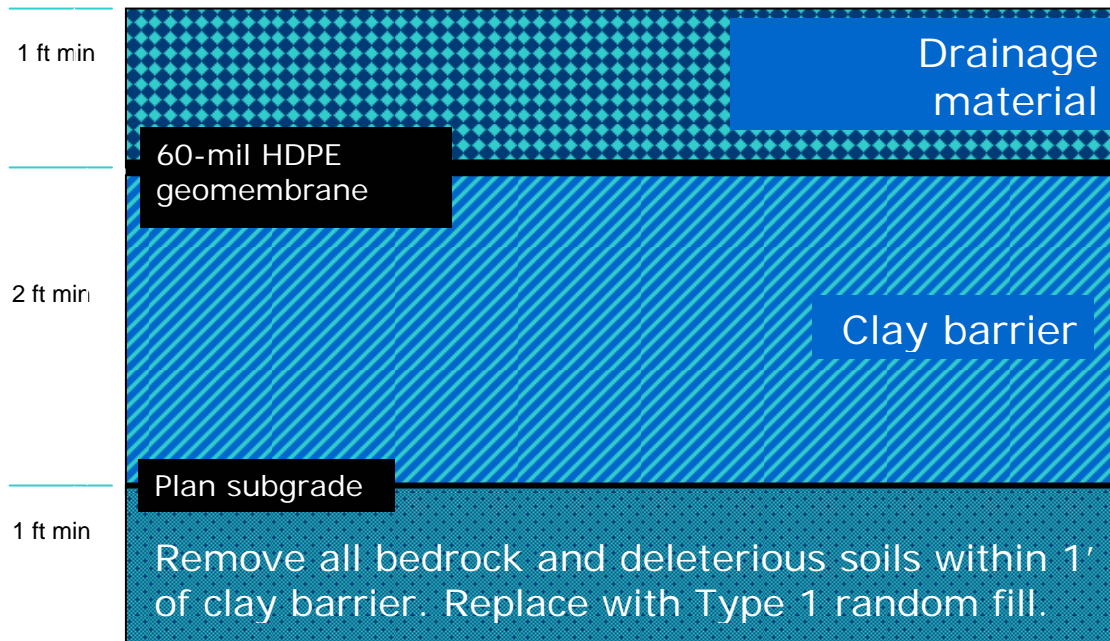 1 ft min
Drainage
material
60-mil HDPE
geomembrane
2 ft min
Clay barrier
Plan subgrade
1 ft min
Remove all bedrock and deleterious soils within 1′
of clay barrier. Replace with Type 1 random fill.